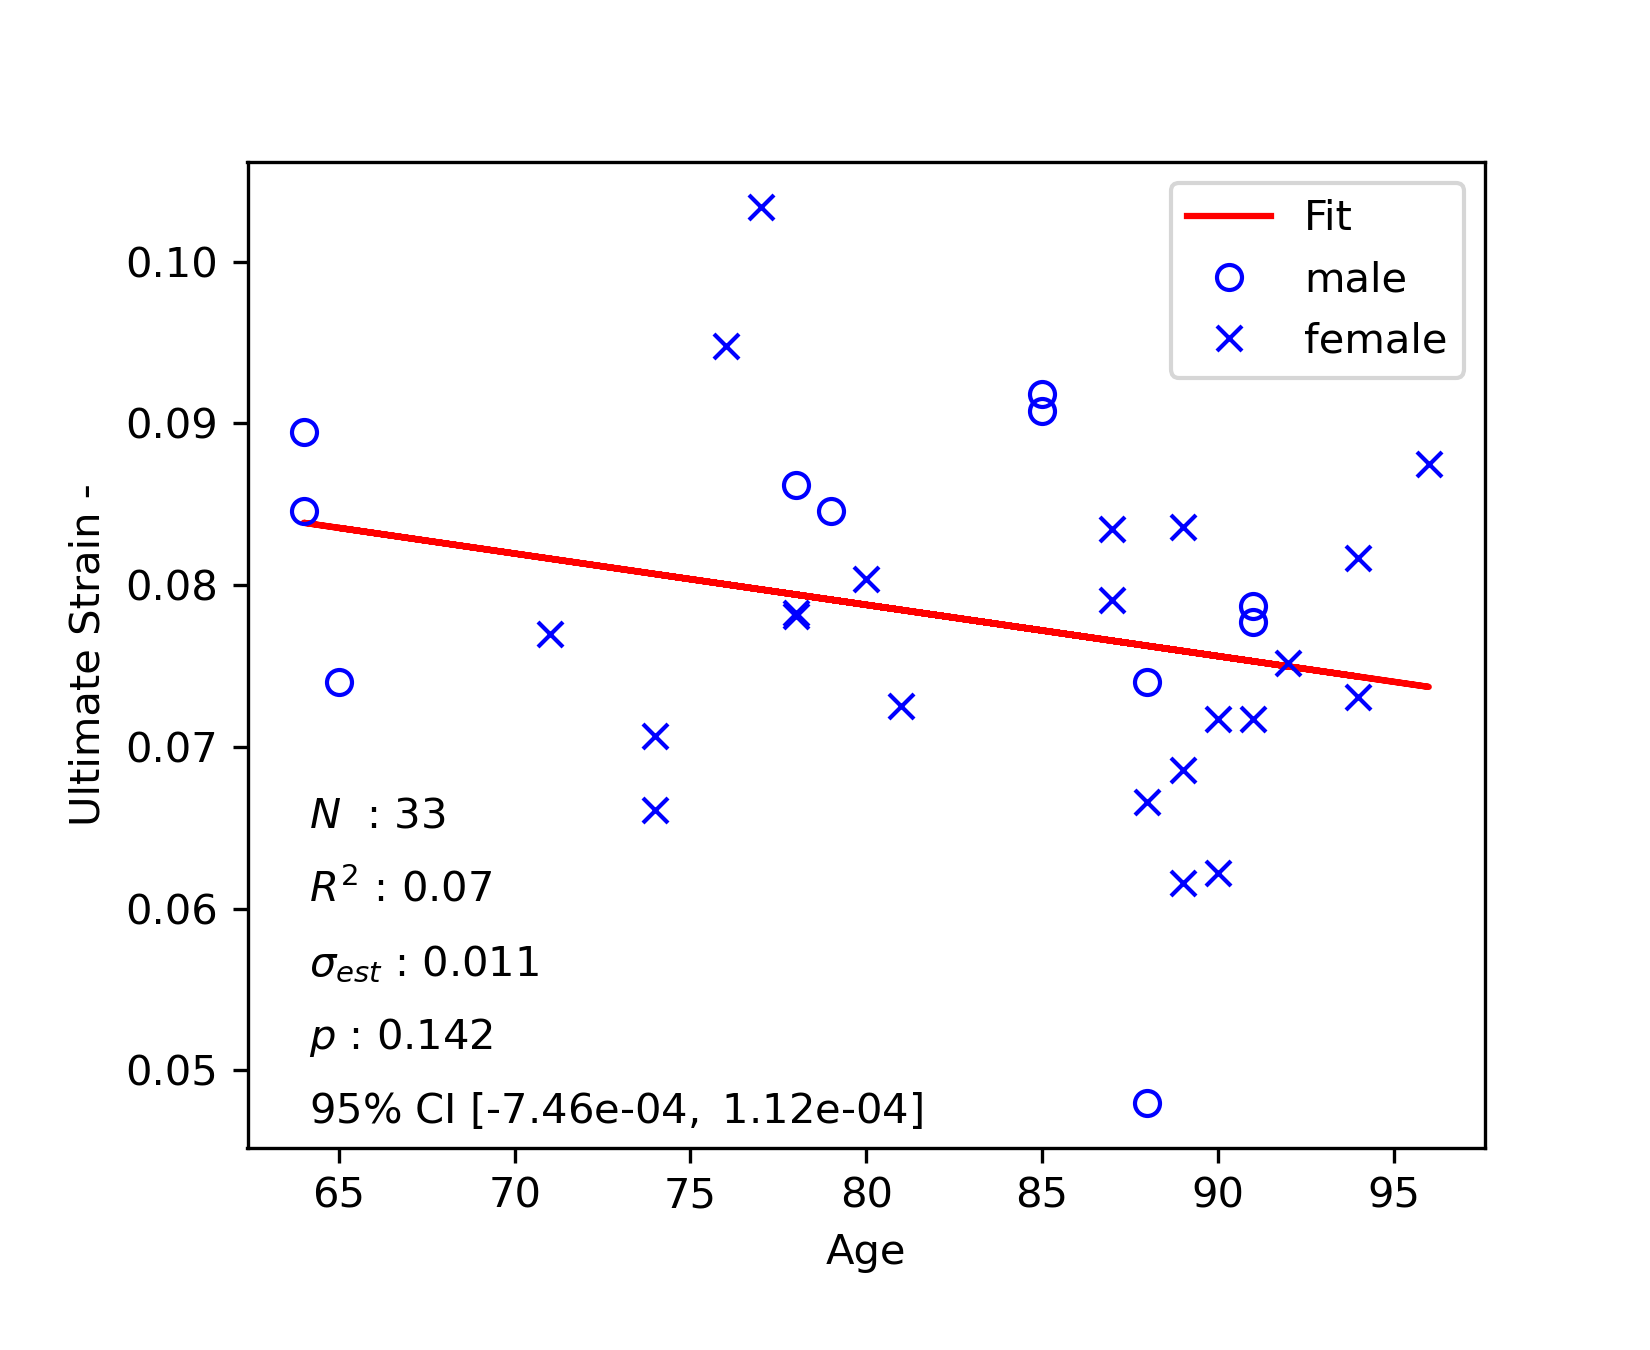 Fit
male
female
0.10
0.09
0.08
0.07
0.06
0.05
Ultimate Strain -
N : 33
R² : 0.07
σest : 0.011
p : 0.142
95% CI [-7.46e-04, 1.12e-04]
65 70 75 80 85 90 95
Age